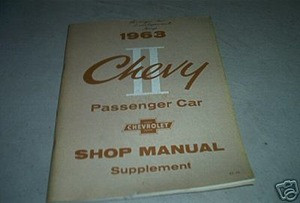 1963
Chevy
II
Passenger Car
CHEVROLET
SHOP MANUAL
Supplement